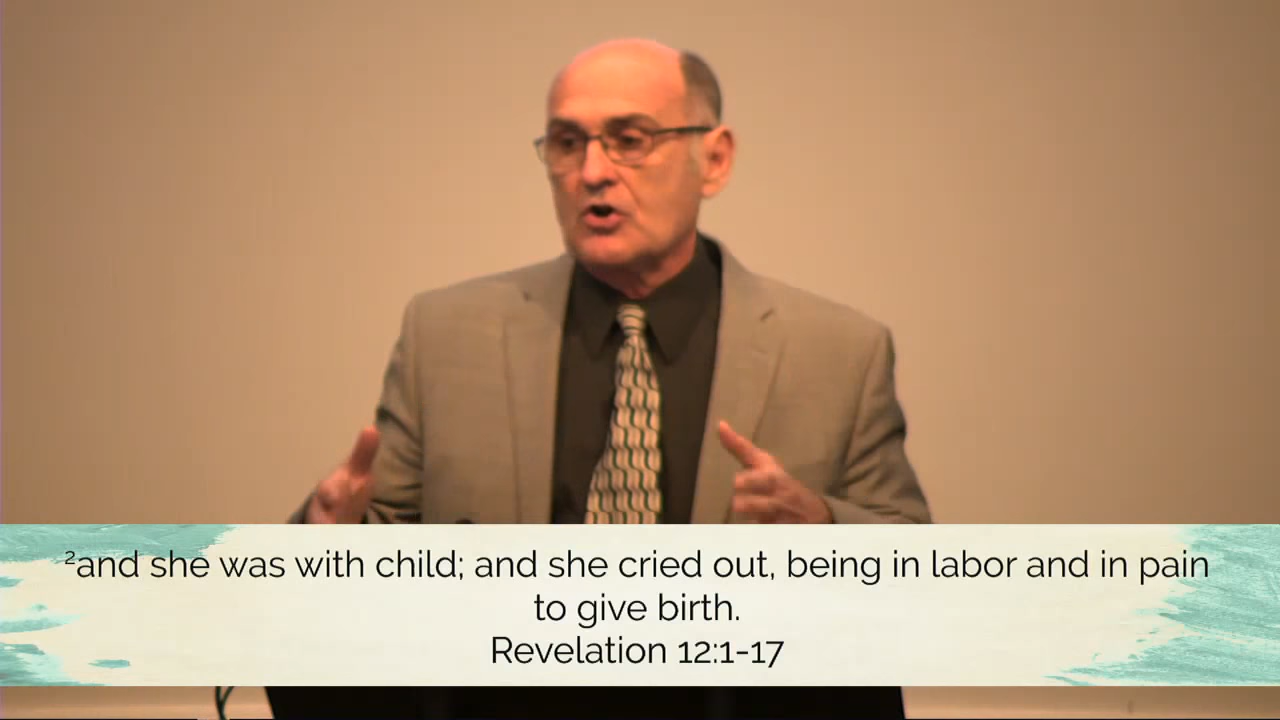 ²and she was with child; and she cried out, being in labor and in pain
to give birth.
Revelation 12:1-17